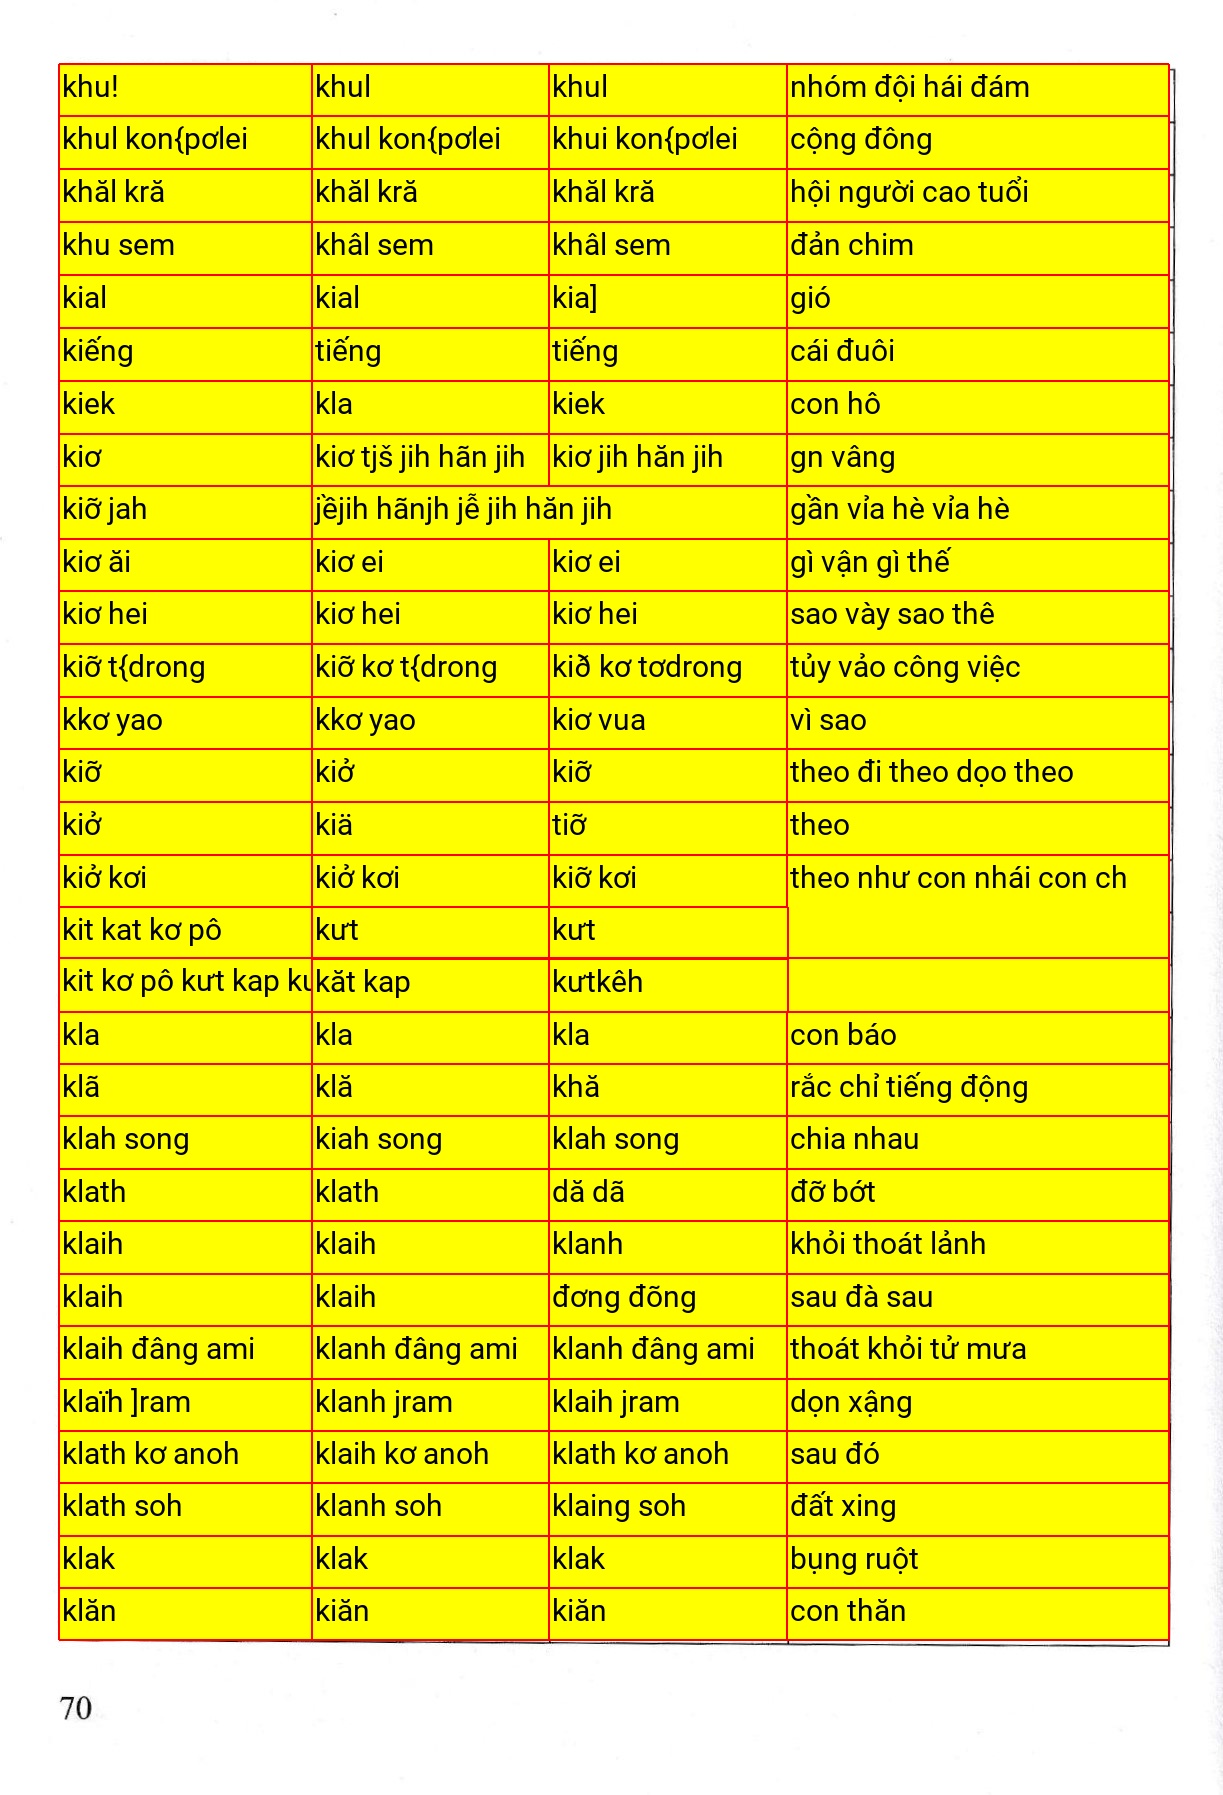 khu! khul khul nhóm đội hái đám
khul kon{pơlei khul kon{pơlei khui kon{pơlei cộng đông
khăl kră khăl kră khăl kră hội người cao tuổi
khu sem khâl sem khâl sem đản chim
kial kial kia] gió
kiếng tiếng tiếng cái đuôi
kiek kla kiek con hô
kiơ kiơ tjš jih hãn jih kiơ jih hăn jih gn vâng
kiỡ jah jềjih hãnjh jễ jih hăn jih gần vỉa hè vỉa hè
kiơ ăi kiơ ei kiơ ei gì vận gì thế
kiơ hei kiơ hei kiơ hei sao vày sao thê
kiỡ t{drong kiỡ kơ t{drong kið kơ tơdrong tủy vảo công việc
kkơ yao kkơ yao kiơ vua vì sao
kiỡ kiở kiỡ theo đi theo dọo theo
kiở kiä tiỡ theo
kiở kơi kiở kơi kiỡ kơi theo như con nhái con ch
kit kat kơ pô kưt kưt
kit kơ pô kưt kap kư kăt kap kưtkêh
kla kla kla con báo
klã klă khă rắc chỉ tiếng động
klah song kiah song klah song chia nhau
klath klath dă dã đỡ bớt
klaih klaih klanh khỏi thoát lảnh
klaih klaih đơng đõng sau đà sau
klaih đâng ami klanh đâng ami klanh đâng ami thoát khỏi tử mưa
klaïh ]ram klanh jram klaih jram dọn xậng
klath kơ anoh klaih kơ anoh klath kơ anoh sau đó
klath soh klanh soh klaing soh đất xing
klak klak klak bụng ruột
klăn kiăn kiăn con thăn
70